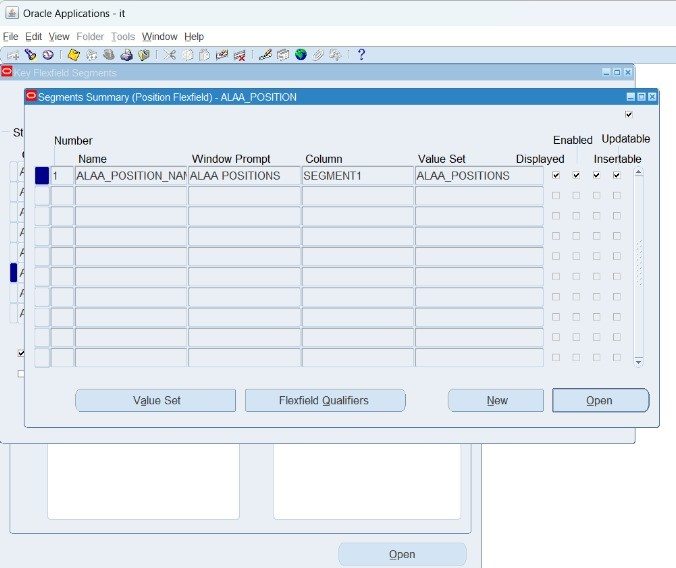 Oracle Applications - it
File Edit View Folder Tools Window Help
Key Flexfield Segments
Segments Summary (Position Flexfield) - ALAA_POSITION
St
Number Enabled Updatable
Name Window Prompt Column Value Set Displayed Insertable
1 ALAA_POSITION_NAM ALAA POSITIONS SEGMENT1 ALAA_POSITIONS
Value Set Flexfield Qualifiers New Open
Open